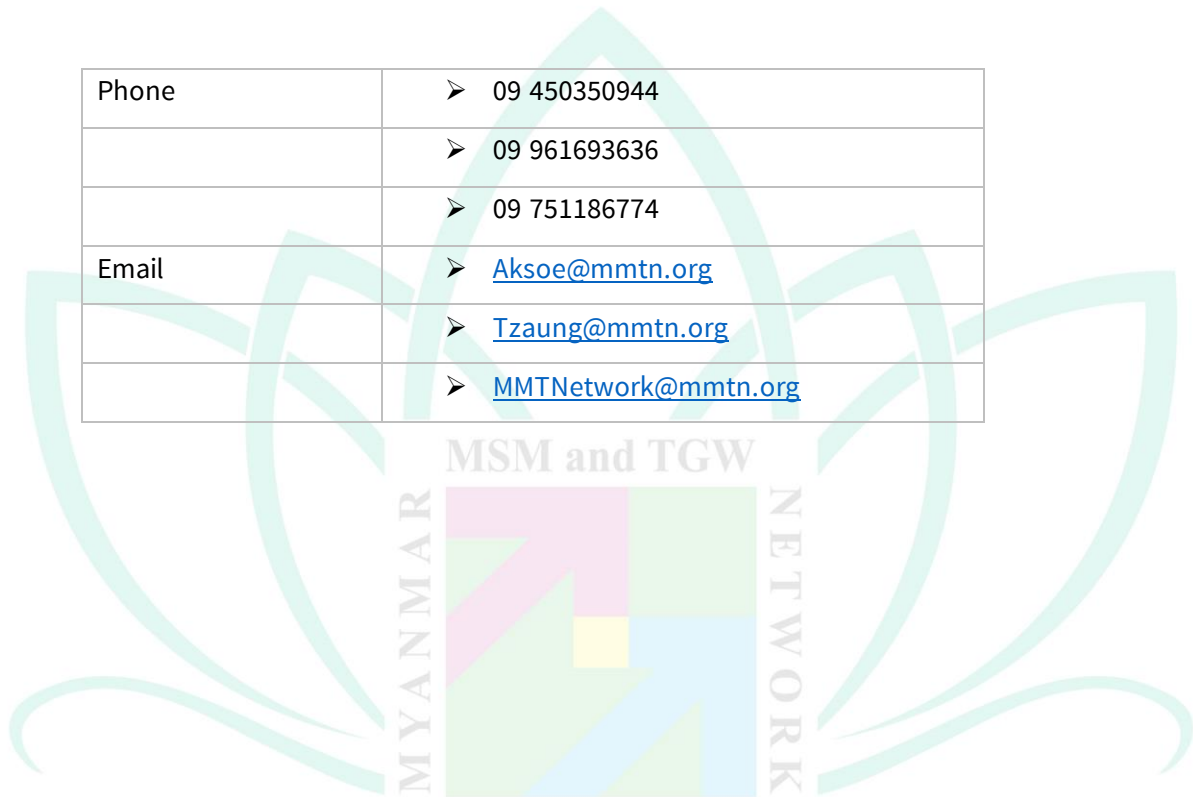 Phone ➢ 09 450350944
➢ 09 961693636
➢ 09 751186774
Email ➢ Aksoe@mmtn.org
➢ Tzaung@mmtn.org
➢ MMTNetwork@mmtn.org
MSM and TGW
MYANMAR
NETWORK